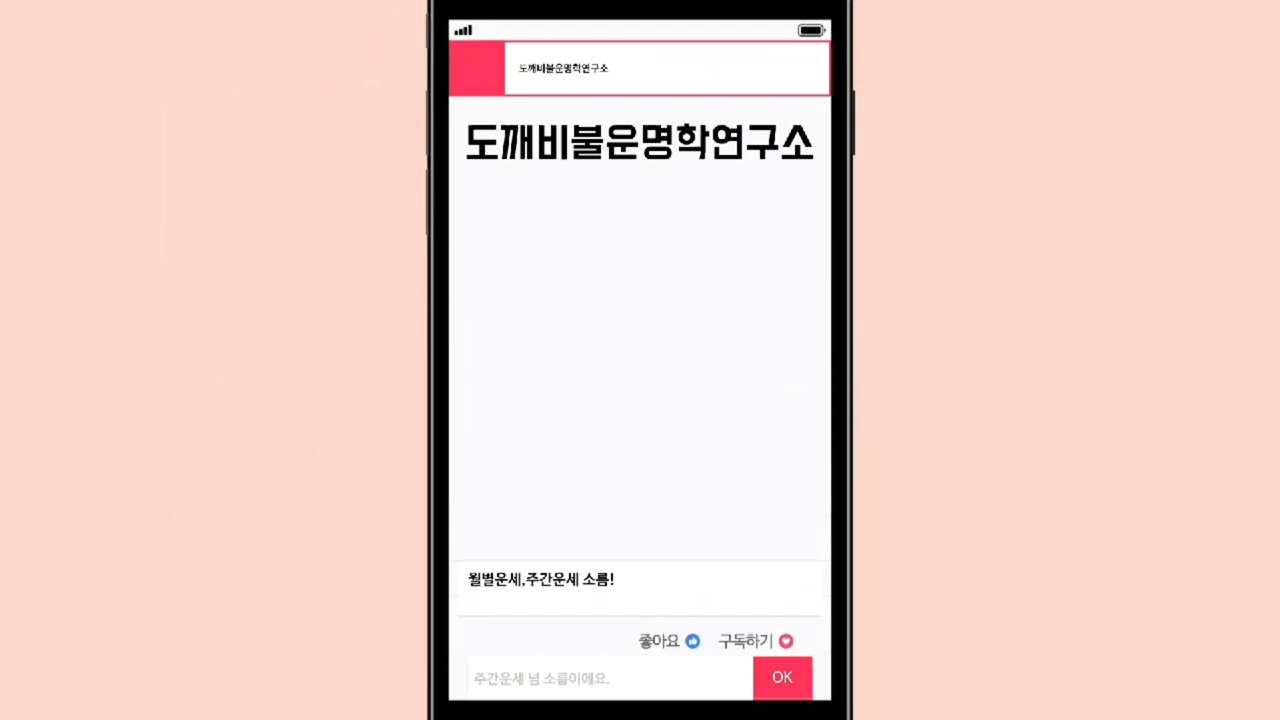 도깨비불운명학연구소
도깨비불운명학연구소
월별운세,주간운세 소름!
좋아요 구독하기
주간운세 넘 소름이에요.
OK